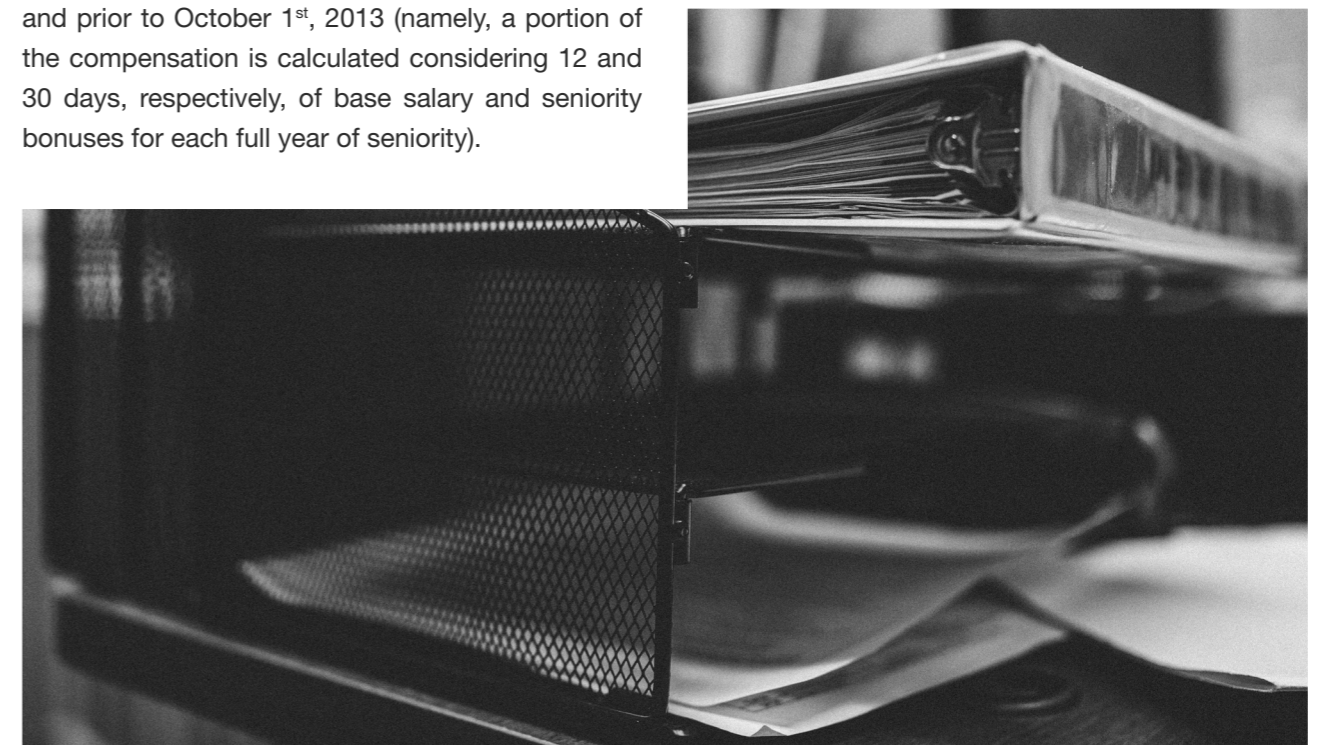 and prior to October 1st, 2013 (namely, a portion of
the compensation is calculated considering 12 and
30 days, respectively, of base salary and seniority
bonuses for each full year of seniority).